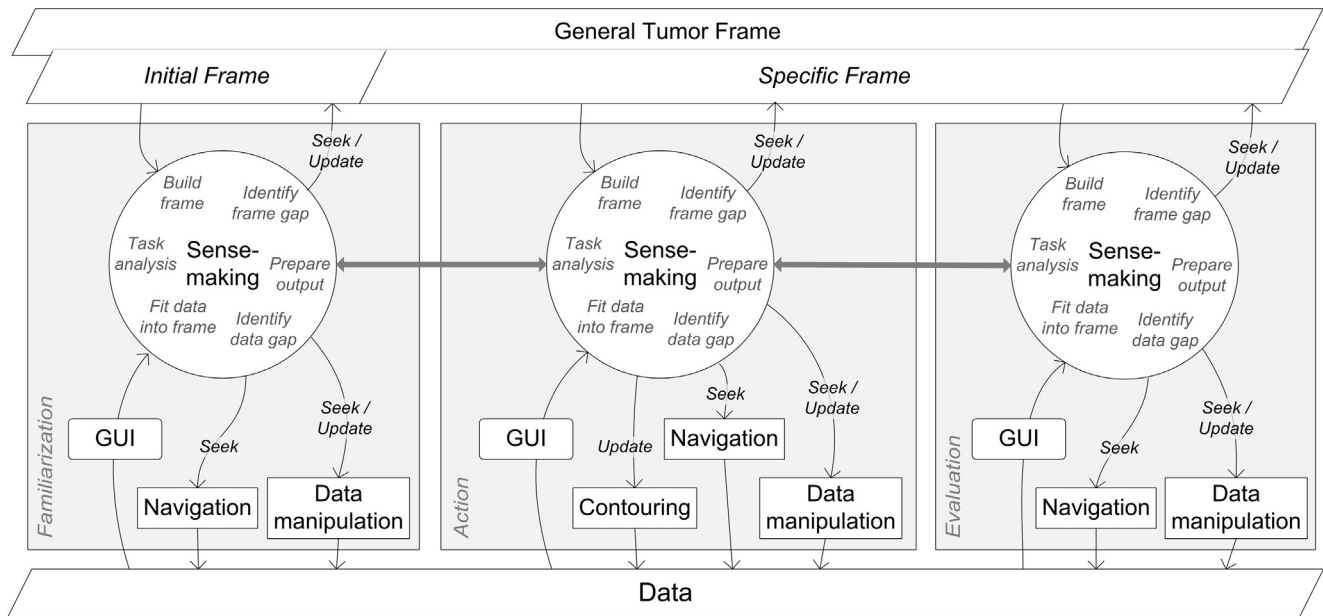 General Tumor Frame
Initial Frame
Specific Frame
Familiarization
Seek /
Update
Build
frame
Identify
frame gap
Task
analysis
Sense-
making
Prepare
output
Fit data
into frame
Identify
data gap
GUI
Seek
Navigation
Seek /
Update
Data
manipulation
Action
Seek /
Update
Build
frame
Identify
frame gap
Task
analysis
Sense-
making
Prepare
output
Fit data
into frame
Identify
data gap
GUI
Update
Contouring
Seek
Navigation
Seek /
Update
Data
manipulation
Evaluation
Seek /
Update
Build
frame
Identify
frame gap
Task
analysis
Sense-
making
Prepare
output
Fit data
into frame
Identify
data gap
GUI
Seek
Navigation
Seek /
Update
Data
manipulation
Data